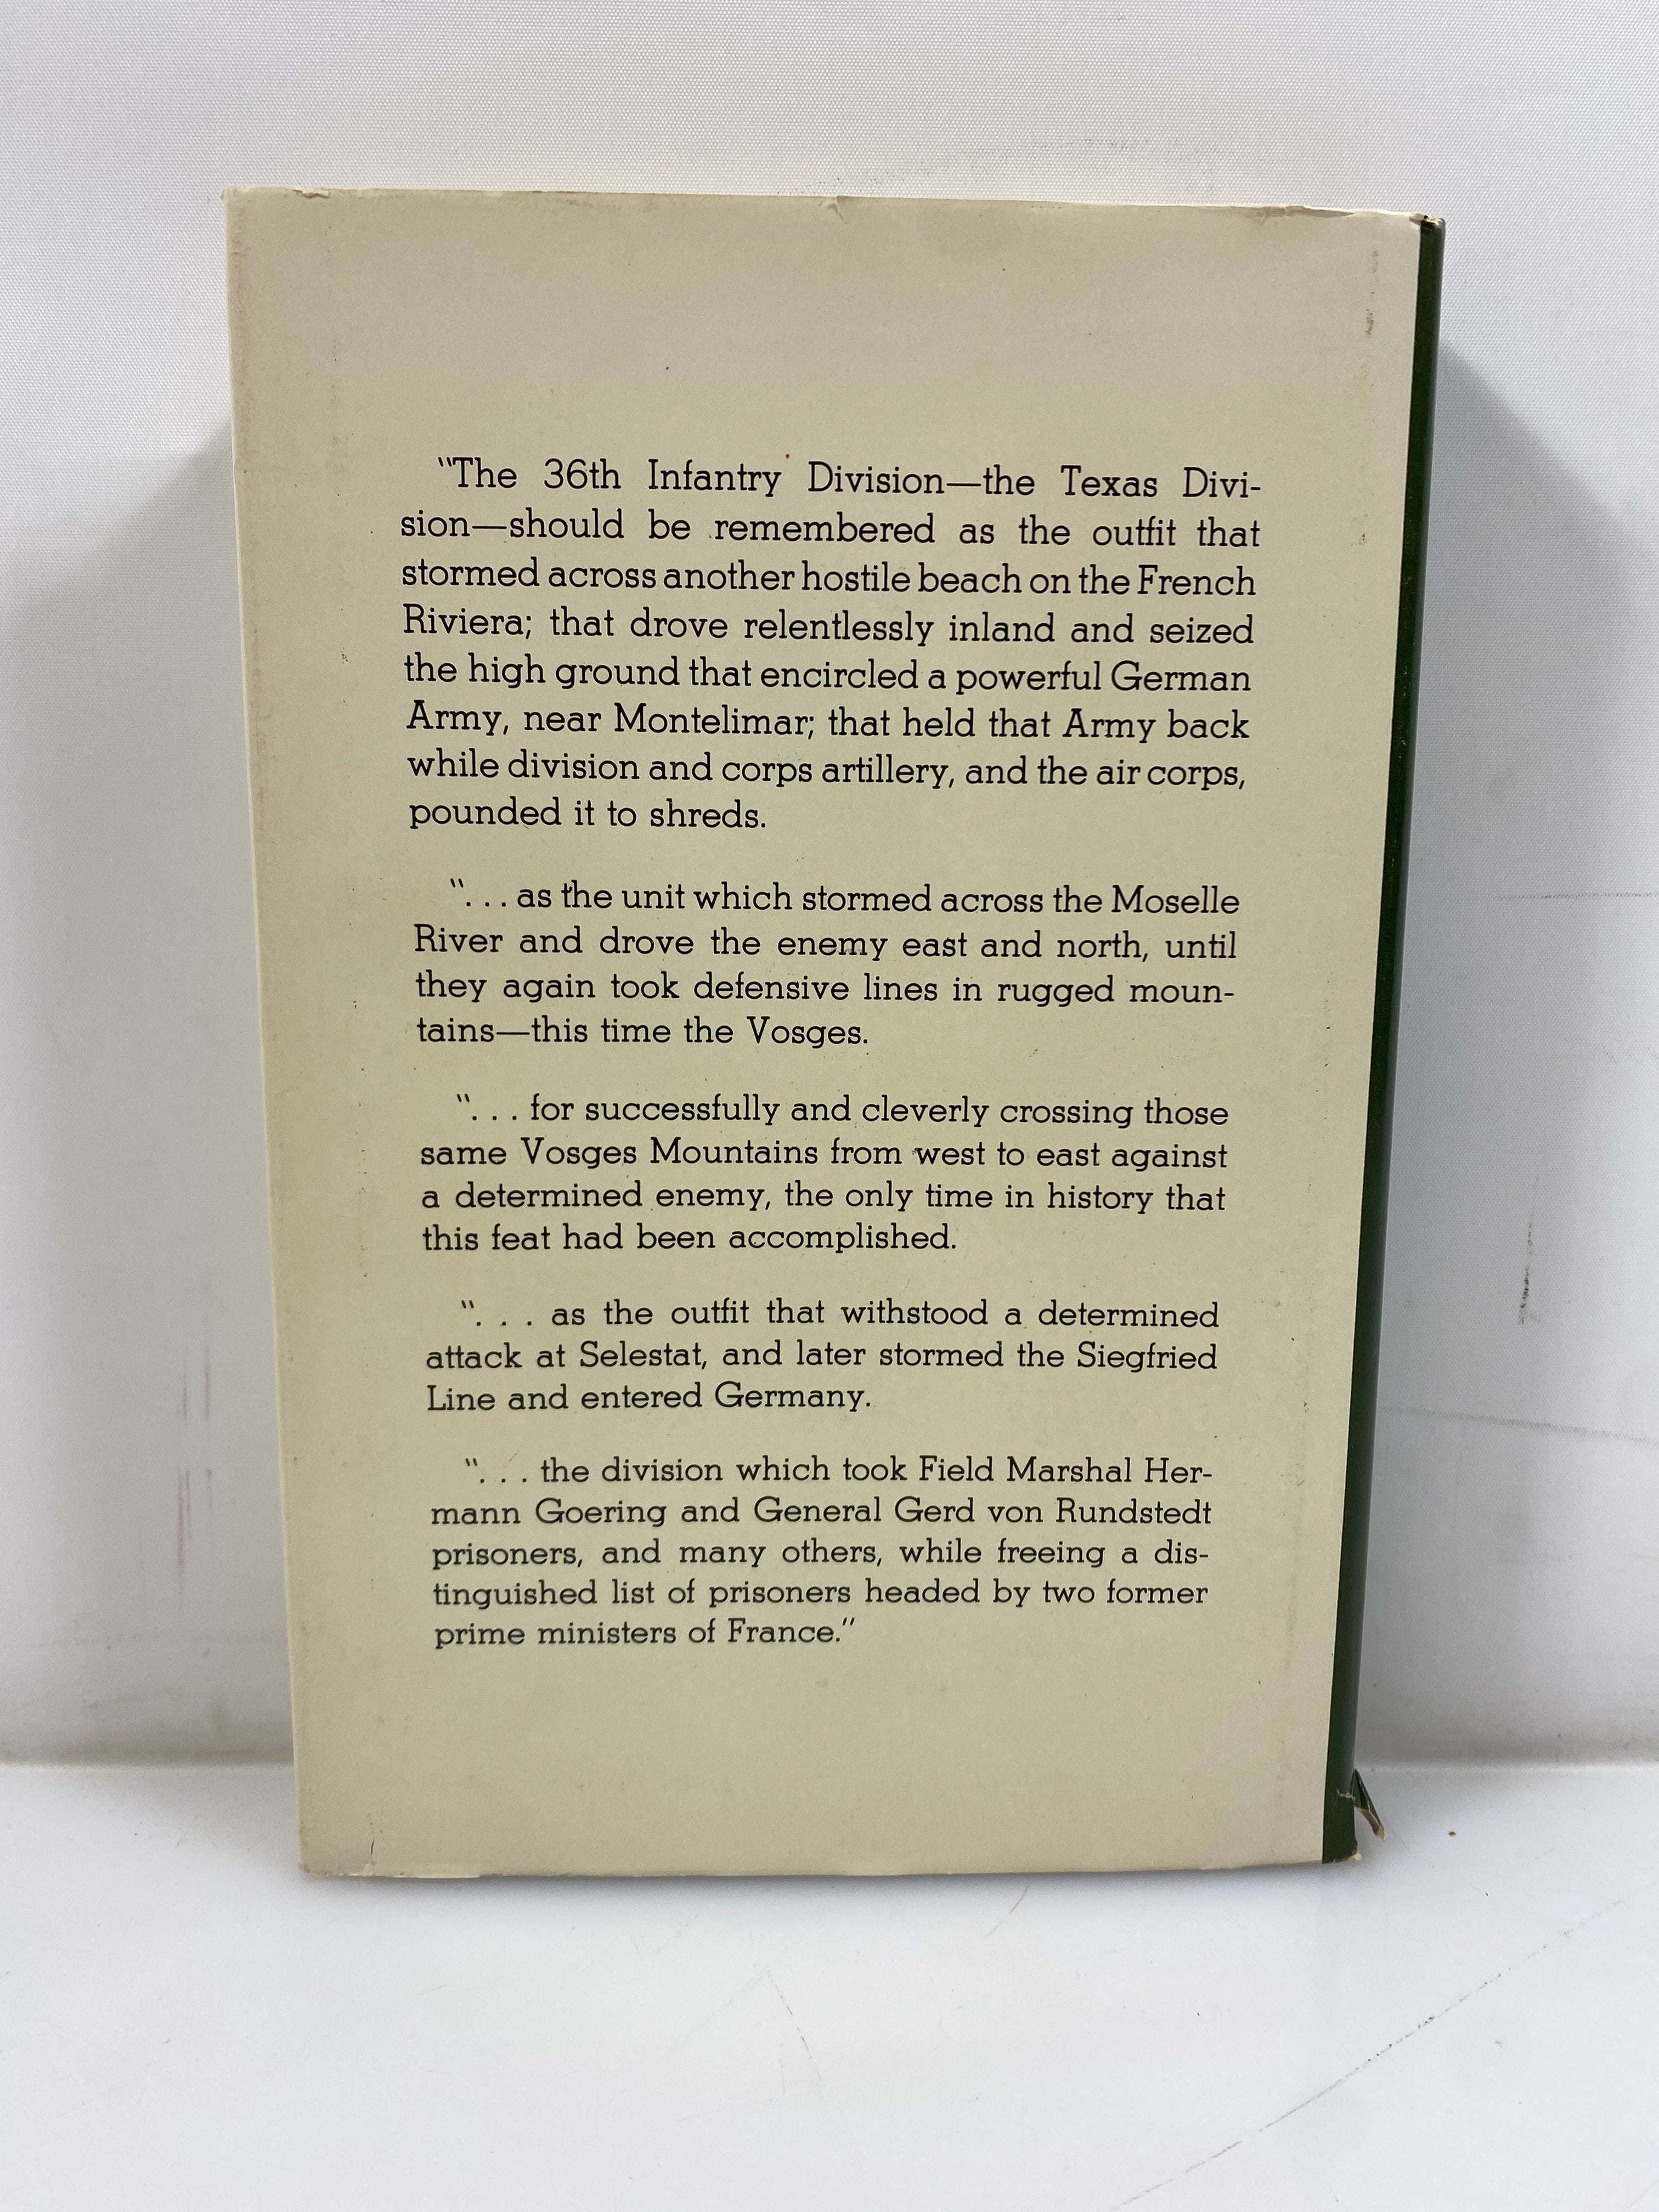 "The 36th Infantry Division—the Texas Divi-
sion—should be remembered as the outfit that
stormed across another hostile beach on the French
Riviera; that drove relentlessly inland and seized
the high ground that encircled a powerful German
Army, near Montelimar; that held that Army back
while division and corps artillery, and the air corps,
pounded it to shreds.
". . . as the unit which stormed across the Moselle
River and drove the enemy east and north, until
they again took defensive lines in rugged moun-
tains—this time the Vosges.
". . . for successfully and cleverly crossing those
same Vosges Mountains from west to east against
a determined enemy, the only time in history that
this feat had been accomplished.
". . . as the outfit that withstood a determined
attack at Selestat, and later stormed the Siegfried
Line and entered Germany.
". . . the division which took Field Marshal Her-
mann Goering and General Gerd von Rundstedt
prisoners, and many others, while freeing a dis-
tinguished list of prisoners headed by two former
prime ministers of France."